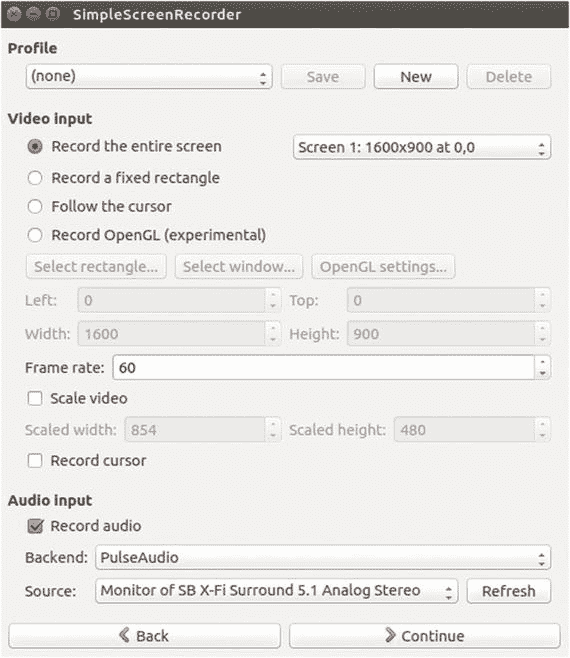 SimpleScreenRecorder
Profile
(none) Save New Delete
Video input
Record the entire screen Screen 1: 1600x900 at 0,0
Record a fixed rectangle
Follow the cursor
Record OpenGL (experimental)
Select rectangle... Select window... OpenGL settings...
Left: 0 Top: 0
Width: 1600 Height: 900
Frame rate: 60
Scale video
Scaled width: 854 Scaled height: 480
Record cursor
Audio input
Record audio
Backend: PulseAudio
Source: Monitor of SB X-Fi Surround 5.1 Analog Stereo Refresh
Back Continue